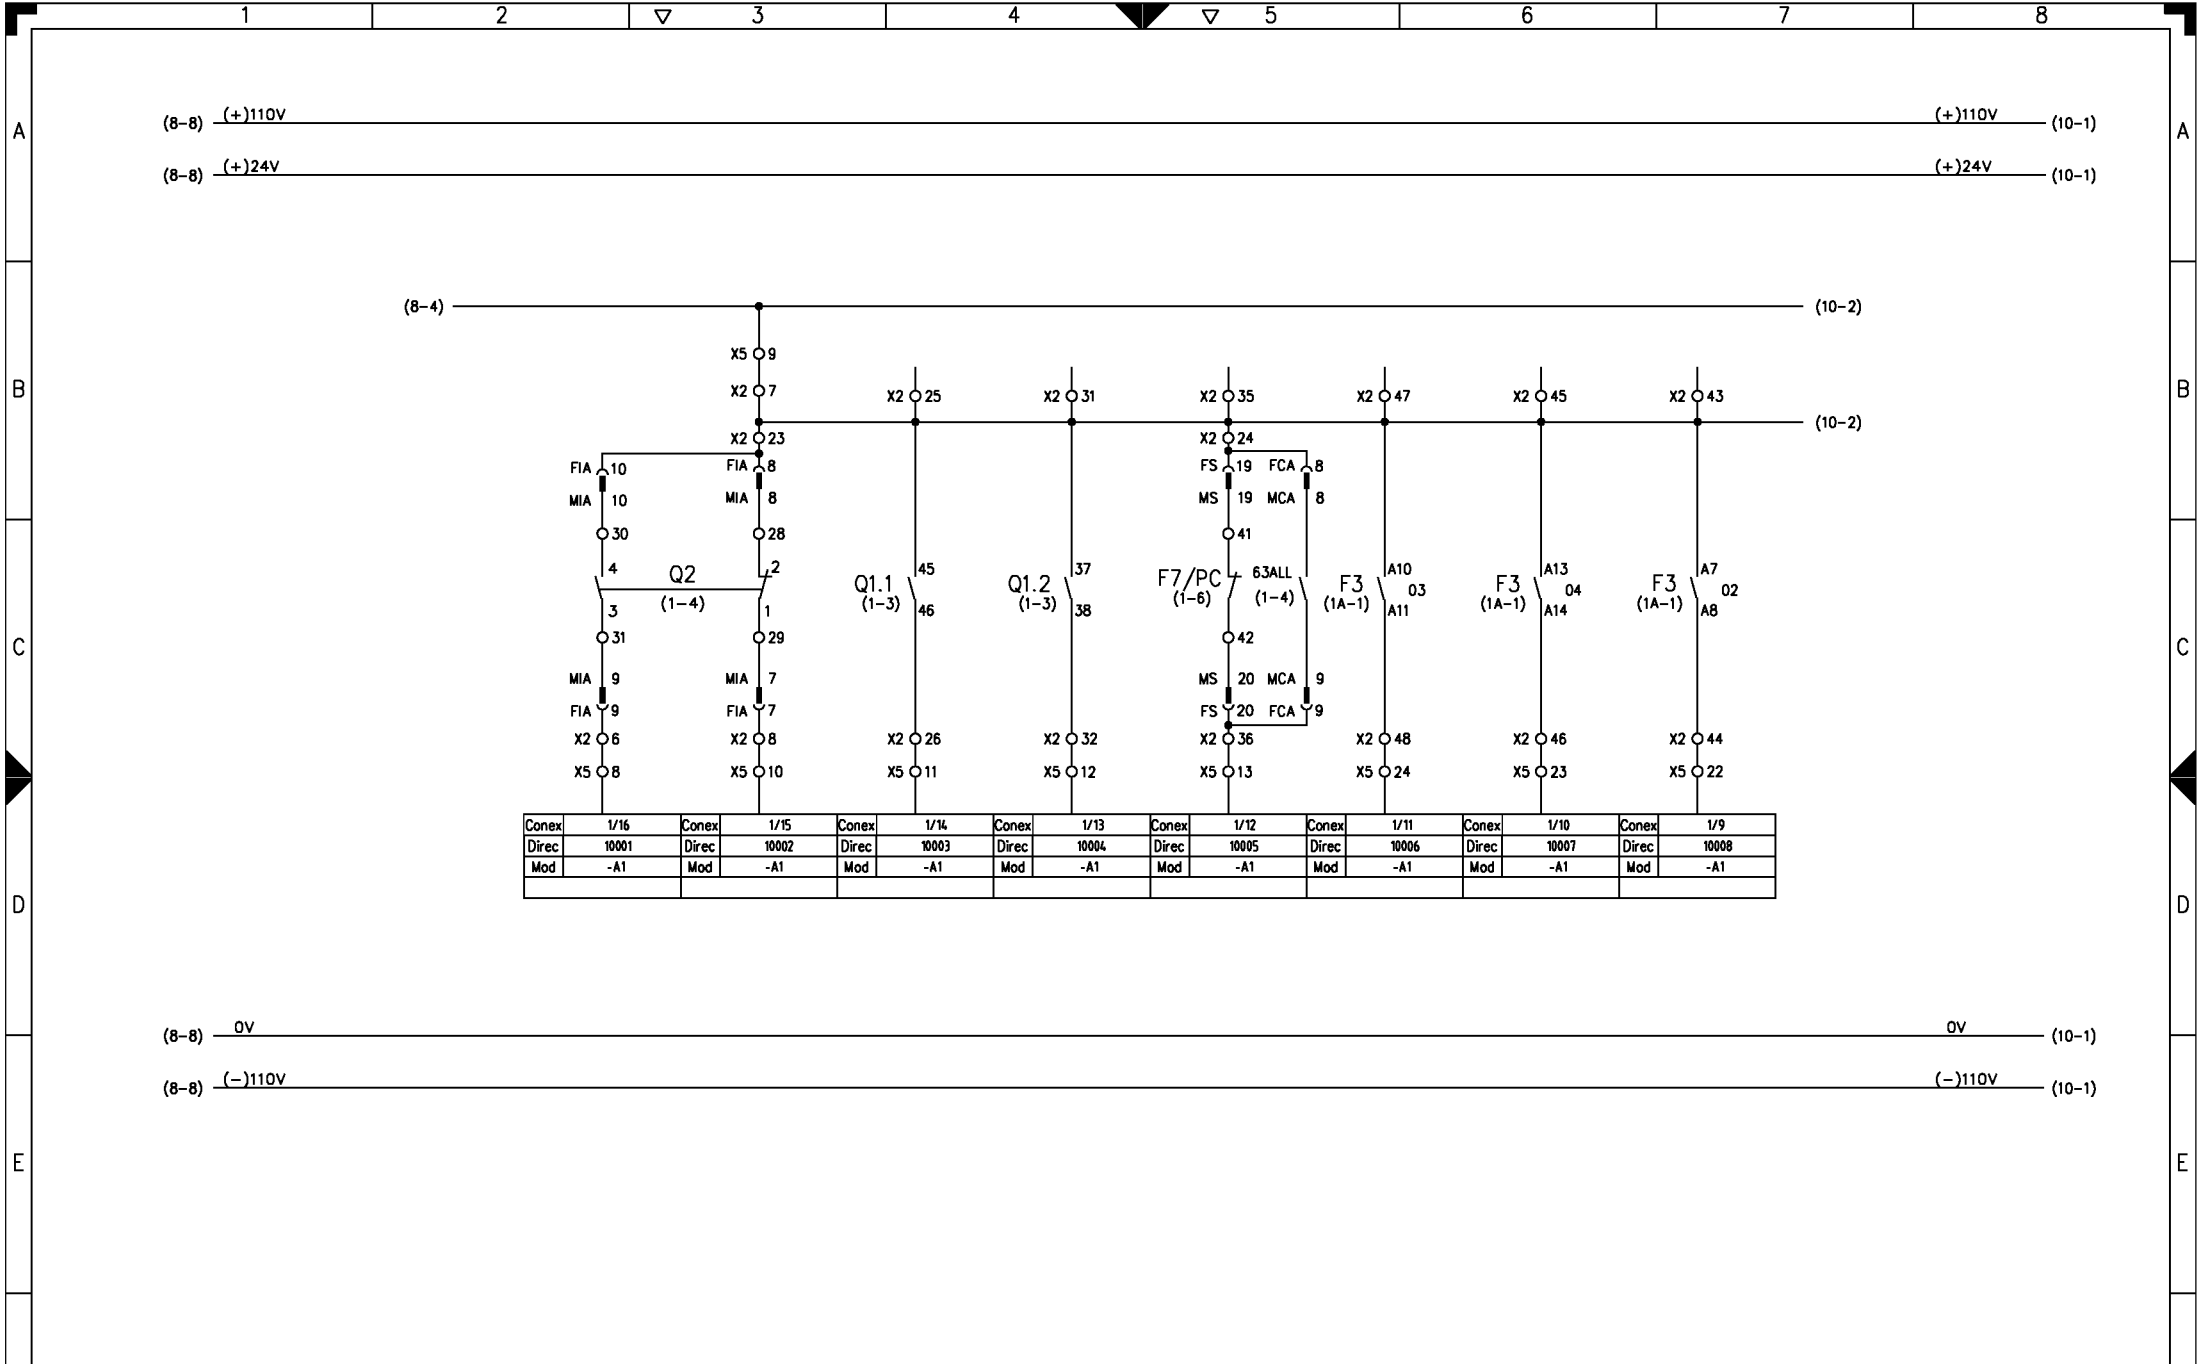 1 2 3 4 5 6 7 8
A (8-8) (+)110V (+)110V (10-1) A
(8-8) (+)24V (+)24V (10-1)
(8-4) (10-2)
X5 9
B X2 7 X2 25 X2 31 X2 35 X2 47 X2 45 X2 43 B
(10-2)
X2 23 X2 24
FIA 10 FIA 8 FS 19 FCA 8
MIA 10 MIA 8 MS 19 MCA 8
30 28 41
4 2 45 37 A10 A13 A7
Q2 Q1.1 Q1.2 F7/PC 63ALL F3 03 F3 04 F3 02
(1-4) (1-3) (1-3) (1-6) (1-4) (1A-1) (1A-1) (1A-1)
3 1 46 38 A11 A14 A8
C 31 29 42 C
MIA 9 MIA 7 MS 20 MCA 9
FIA 9 FIA 7 FS 20 FCA 9
X2 6 X2 8 X2 26 X2 32 X2 36 X2 48 X2 46 X2 44
X5 8 X5 10 X5 11 X5 12 X5 13 X5 24 X5 23 X5 22
Conex 1/16 Conex 1/15 Conex 1/14 Conex 1/13 Conex 1/12 Conex 1/11 Conex 1/10 Conex 1/9
Direc 10001 Direc 10002 Direc 10003 Direc 10004 Direc 10005 Direc 10006 Direc 10007 Direc 10008
Mod -A1 Mod -A1 Mod -A1 Mod -A1 Mod -A1 Mod -A1 Mod -A1 Mod -A1
D D
(8-8) 0V 0V (10-1)
(8-8) (-)110V (-)110V (10-1)
E E